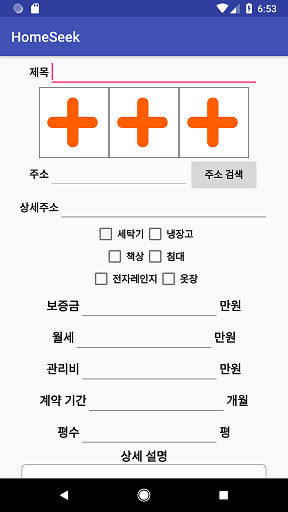 6:53
HomeSeek
제목
주소 주소 검색
상세주소
세탁기 냉장고
책상 침대
전자레인지 옷장
보증금 만원
월세 만원
관리비 만원
계약 기간 개월
평수 평
상세 설명